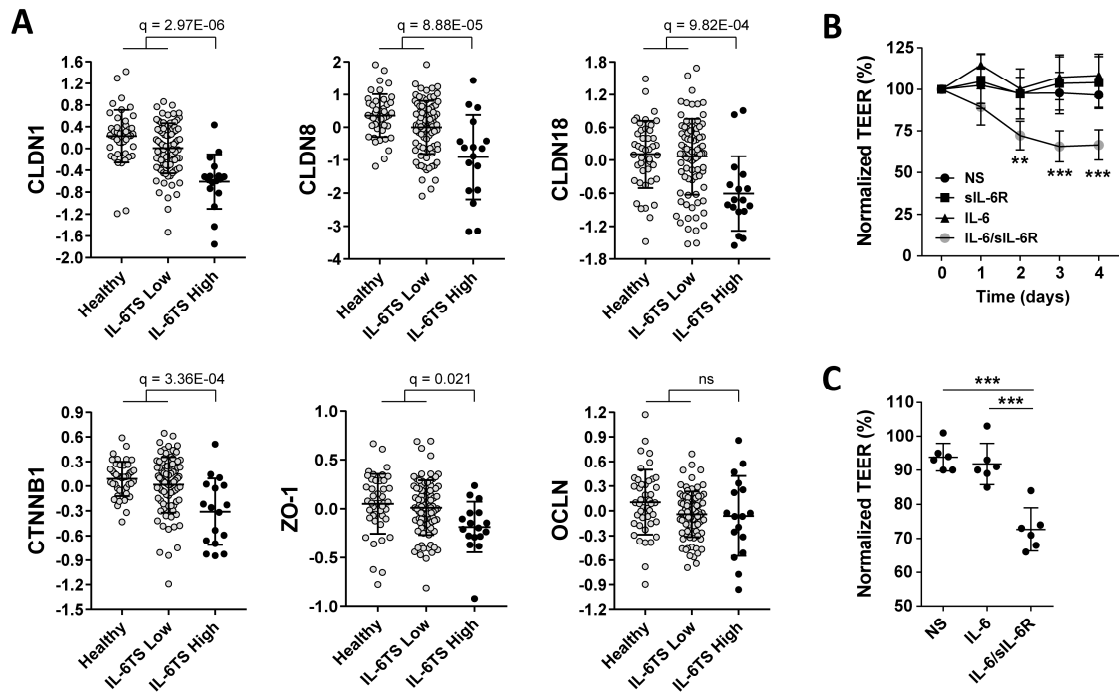 A
q = 2.97E-06
CLDN1
1.6
1.2
0.8
0.4
0.0
-0.4
-0.8
-1.2
-1.6
-2.0
Healthy
IL-6TS Low
IL-6TS High
q = 8.88E-05
CLDN8
3
2
1
0
-1
-2
-3
-4
Healthy
IL-6TS Low
IL-6TS High
q = 9.82E-04
CLDN18
1.8
1.2
0.6
0.0
-0.6
-1.2
-1.8
Healthy
IL-6TS Low
IL-6TS High
B
Normalized TEER (%)
125
100
75
50
25
0
** *** ***
NS
sIL-6R
IL-6
IL-6/sIL-6R
0 1 2 3 4
Time (days)
q = 3.36E-04
CTNNB1
0.9
0.6
0.3
0.0
-0.3
-0.6
-0.9
-1.2
-1.5
Healthy
IL-6TS Low
IL-6TS High
q = 0.021
ZO-1
1.0
0.5
0.0
-0.5
-1.0
Healthy
IL-6TS Low
IL-6TS High
ns
OCLN
1.2
0.9
0.6
0.3
0.0
-0.3
-0.6
-0.9
-1.2
Healthy
IL-6TS Low
IL-6TS High
C
***
***
Normalized TEER (%)
110
100
90
80
70
60
50
NS
IL-6
IL-6/sIL-6R